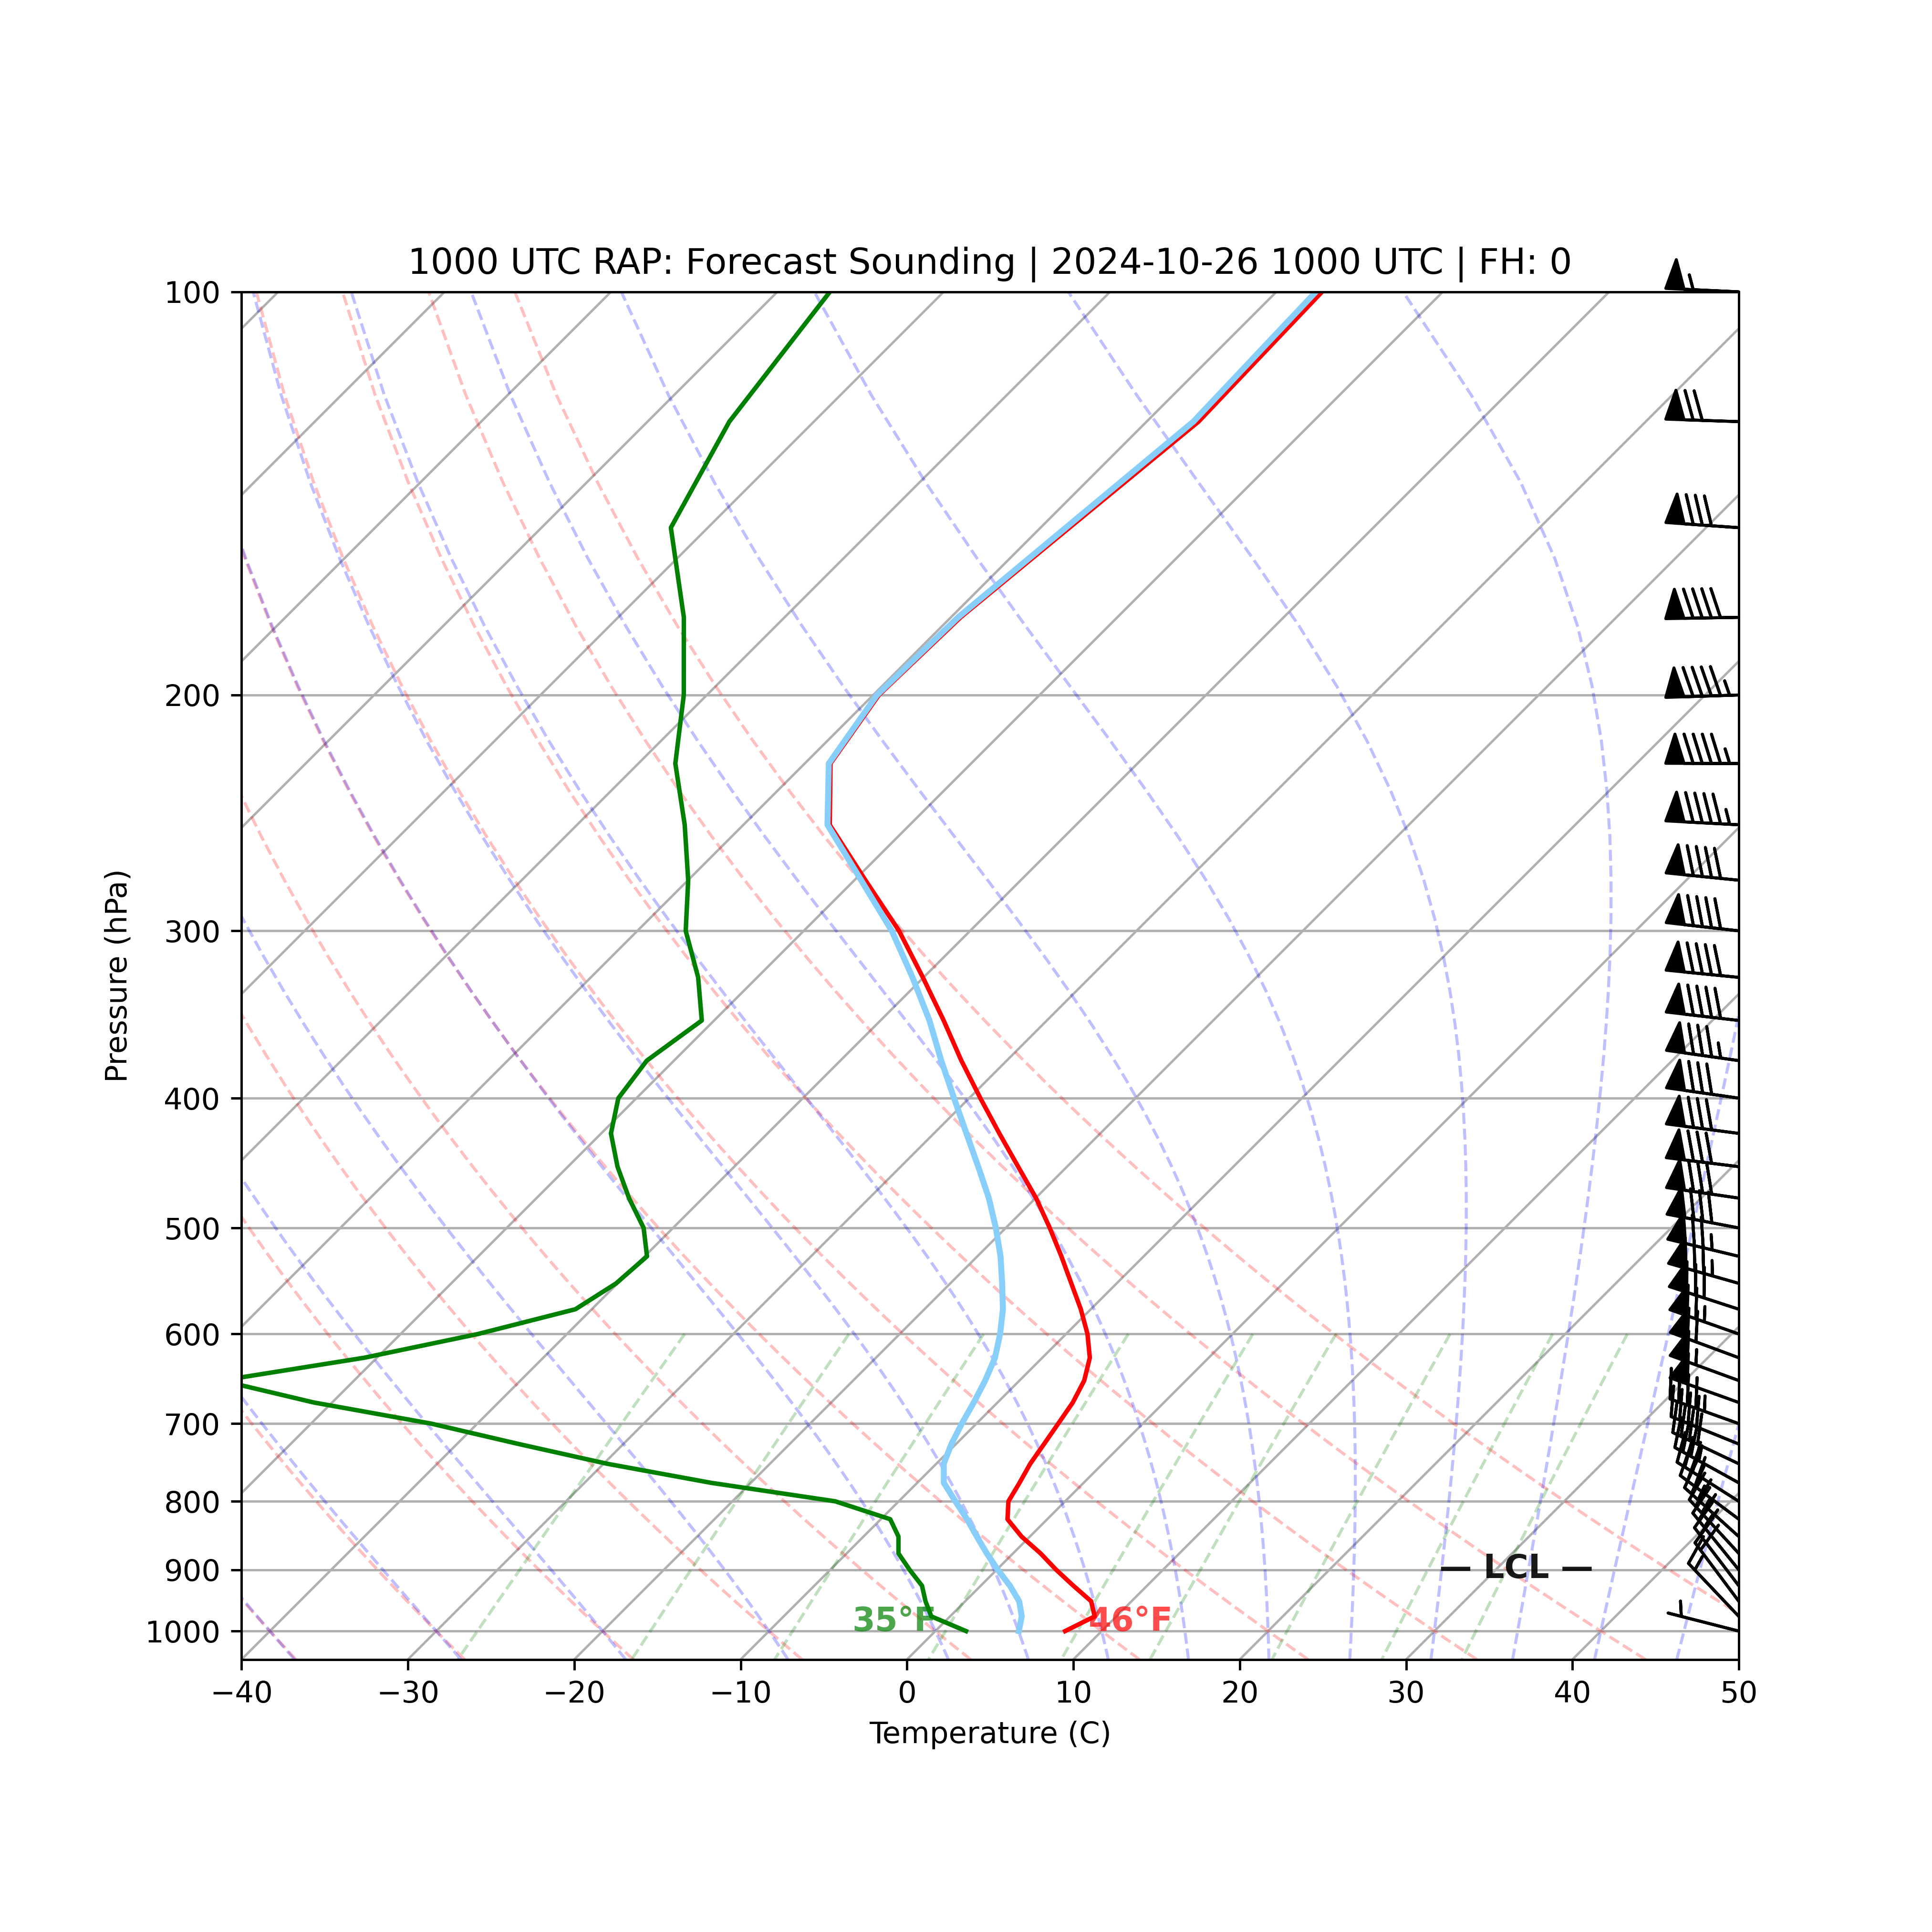 1000 UTC RAP: Forecast Sounding | 2024-10-26 1000 UTC | FH: 0
100
200
300
400
500
600
700
800
900
1000
Pressure (hPa)
— LCL —
35°F
46°F
−40 −30 −20 −10 0 10 20 30 40 50
Temperature (C)